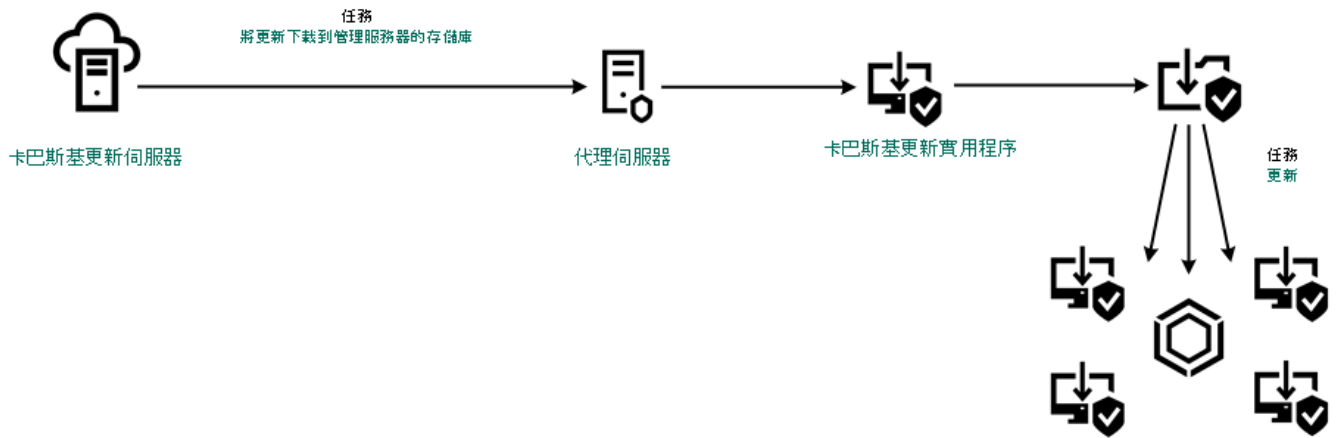 任務
將更新下載到管理服務器的存儲庫
卡巴斯基更新伺服器
代理伺服器
卡巴斯基更新實用程序
任務
更新